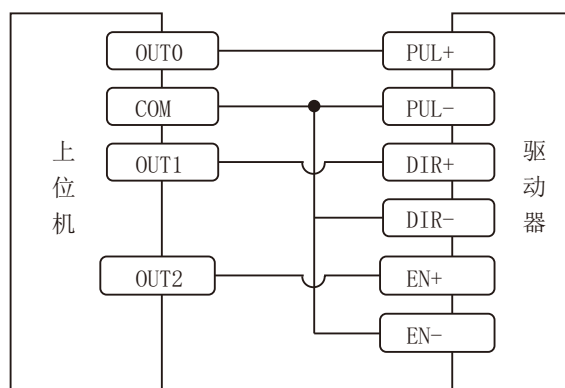 OUT0
PUL+
COM
PUL-
上位机
OUT1
DIR+
驱动器
DIR-
OUT2
EN+
EN-